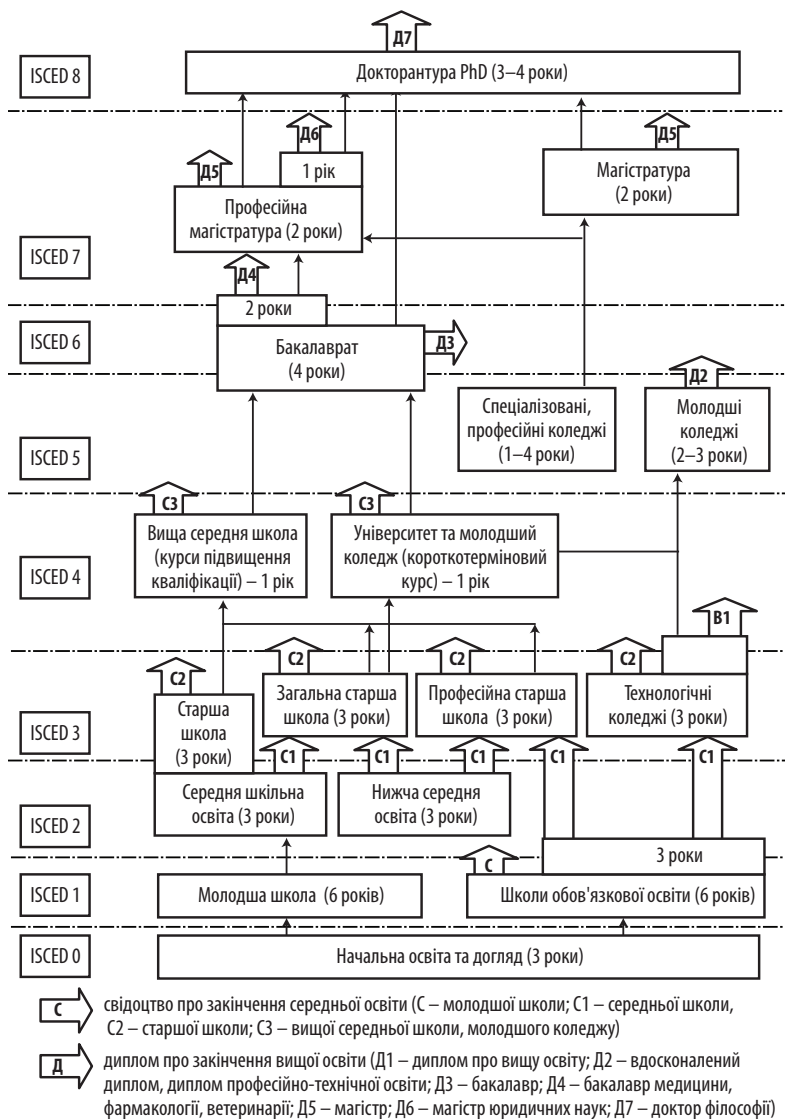 Д7
ISCED 8
Докторантура PhD (3–4 роки)
Д6
Д5
Д5
1 рік
Магістратура
(2 роки)
Професійна
магістратура (2 роки)
ISCED 7
Д4
2 роки
ISCED 6
Бакалаврат
(4 роки)
Д3
Д2
Спеціалізовані,
професійні коледжі
(1–4 роки)
Молодші
коледжі
(2–3 роки)
ISCED 5
С3
С3
Вища середня школа
(курси підвищення
кваліфікації) – 1 рік
Університет та молодший
коледж (короткотерміновий
курс) – 1 рік
ISCED 4
В1
С2
С2
С2
С2
Старша
школа
(3 роки)
Загальна старша
школа (3 роки)
Професійна старша
школа (3 роки)
Технологічні
коледжі (3 роки)
ISCED 3
С1
С1
С1
С1
С1
Середня шкільна
освіта (3 роки)
Нижча середня
освіта (3 роки)
ISCED 2
3 роки
С
ISCED 1
Молодша школа (6 років)
Школи обов'язкової освіти (6 років)
ISCED 0
Начальна освіта та догляд (3 роки)
С
свідоцтво про закінчення середньої освіти (С – молодшої школи; С1 – середньої школи,
С2 – старшої школи; С3 – вищої середньої школи, молодшого коледжу)
Д
диплом про закінчення вищої освіти (Д1 – диплом про вищу освіту; Д2 – вдосконалений
диплом, диплом професійно-технічної освіти; Д3 – бакалавр; Д4 – бакалавр медицини,
фармакології, ветеринарії; Д5 – магістр; Д6 – магістр юридичних наук; Д7 – доктор філософії)